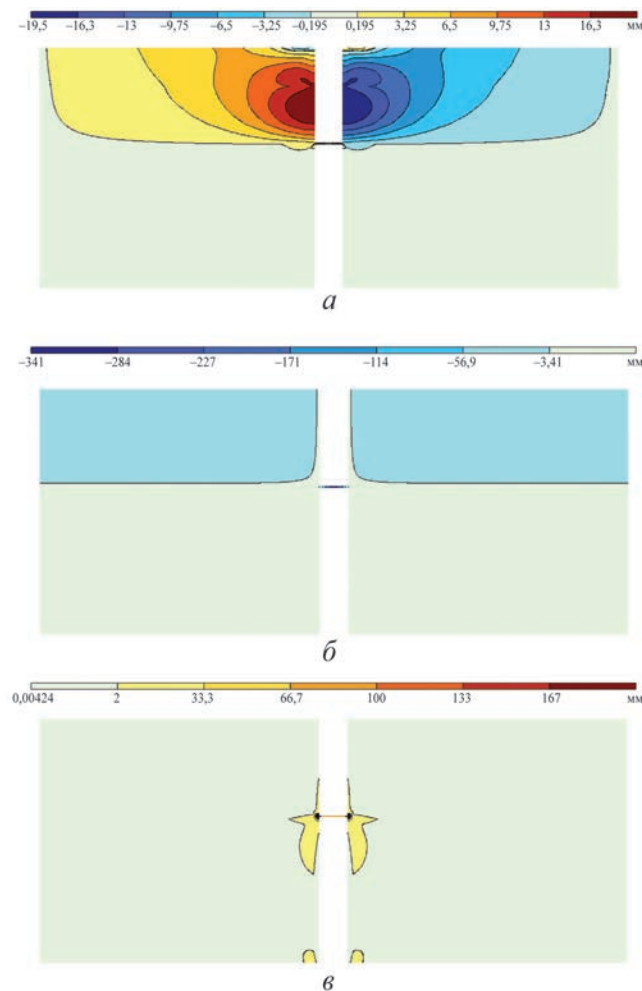 −19,5 −16,3 −13 −9,75 −6,5 −3,25 −0,195 0,195 3,25 6,5 9,75 13 16,3 мм
а
−341 −284 −227 −171 −114 −56,9 −3,41 мм
б
0,00424 2 33,3 66,7 100 133 167 мм
в